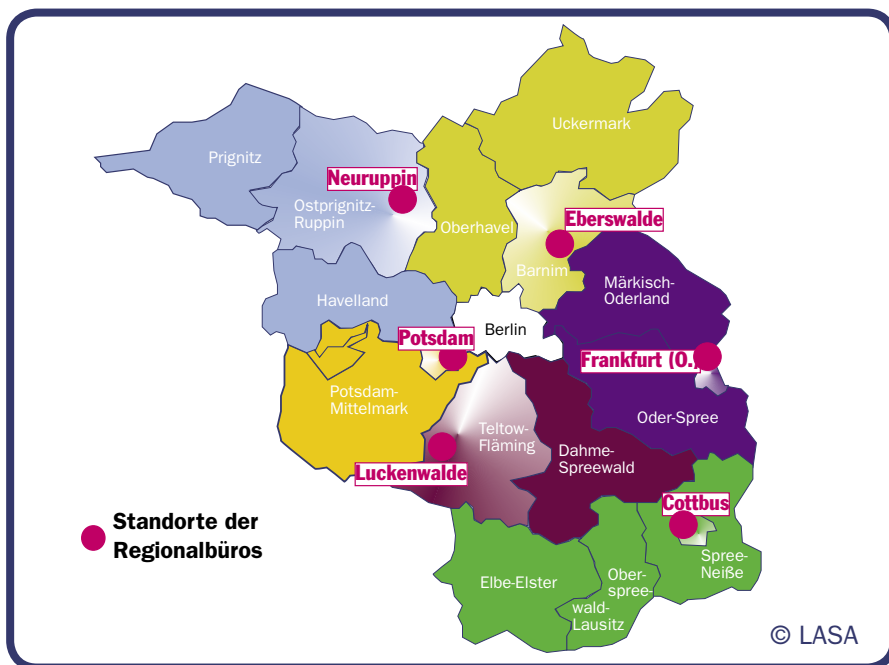 Uckermark
Prignitz
Neuruppin
Ostprignitz-
Ruppin
Oberhavel
Eberswalde
Barnim
Märkisch-
Oderland
Havelland
Berlin
Potsdam
Frankfurt (O.)
Potsdam-
Mittelmark
Teltow-
Fläming
Oder-Spree
Dahme-
Spreewald
Luckenwalde
Cottbus
Standorte der
Regionalbüros
Spree-
Neiße
Elbe-Elster
Ober-
spree-
wald-
Lausitz
© LASA